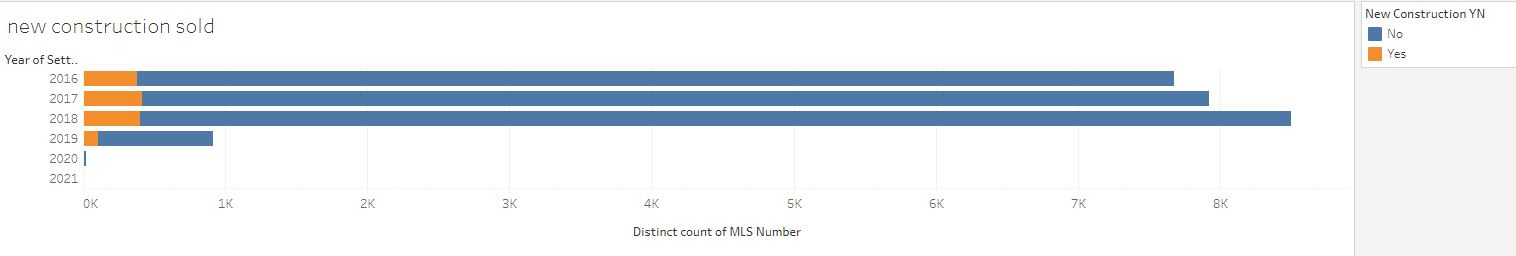 new construction sold
New Construction YN
No
Yes
Year of Sett..
2016
2017
2018
2019
2020
2021
0K 1K 2K 3K 4K 5K 6K 7K 8K
Distinct count of MLS Number